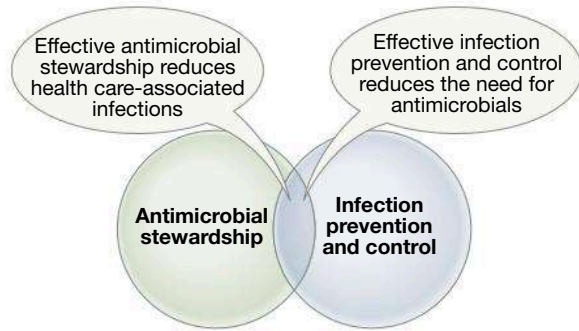 Effective antimicrobial
stewardship reduces
health care-associated
infections
Effective infection
prevention and control
reduces the need for
antimicrobials
Antimicrobial
stewardship
Infection
prevention
and control